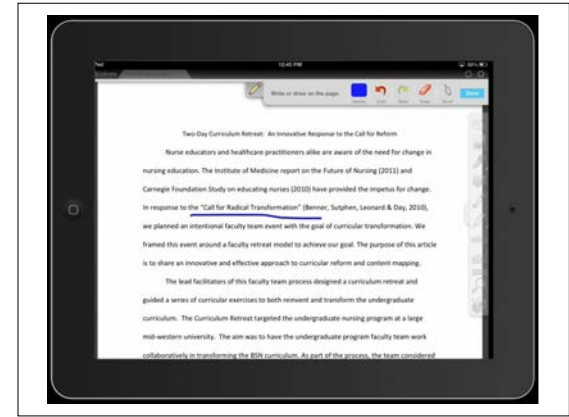 12:45 PM
Write or draw on the page.
Undo
Done
Two-Day Curriculum Retreat: An Innovative Response to the Call for Reform
Nurse educators and healthcare practitioners alike are aware of the need for change in
nursing education. The Institute of Medicine report on the Future of Nursing (2011) and
Carnegie Foundation Study on educating nurses (2010) have provided the impetus for change.
In response to the "Call for Radical Transformation" (Benner, Sutphen, Leonard & Day, 2010),
we planned an intentional faculty team event with the goal of curricular transformation. We
framed this event around a faculty retreat model to achieve our goal. The purpose of this article
is to share an innovative and effective approach to curricular reform and content mapping.
The lead facilitators of this faculty team process designed a curriculum retreat and
guided a series of curricular exercises to both reinvent and transform the undergraduate
curriculum. The Curriculum Retreat targeted the undergraduate nursing program at a large
mid-western university. The aim was to have the undergraduate program faculty team work
collaboratively in transforming the BSN curriculum. As part of the process, the team considered